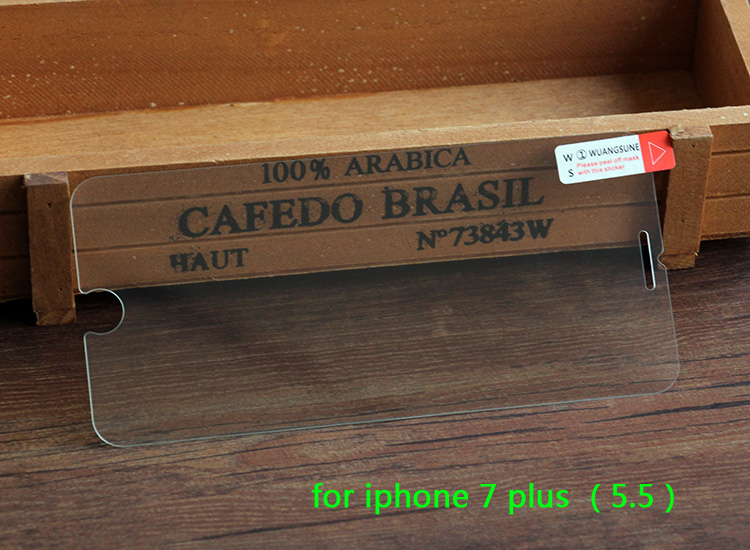 100% ARABICA
CAFEDO BRASIL
HAUT N°73843W
W S
1 WUANGSUNE
Please peel off mask
with this sticker
for iphone 7 plus ( 5.5 )